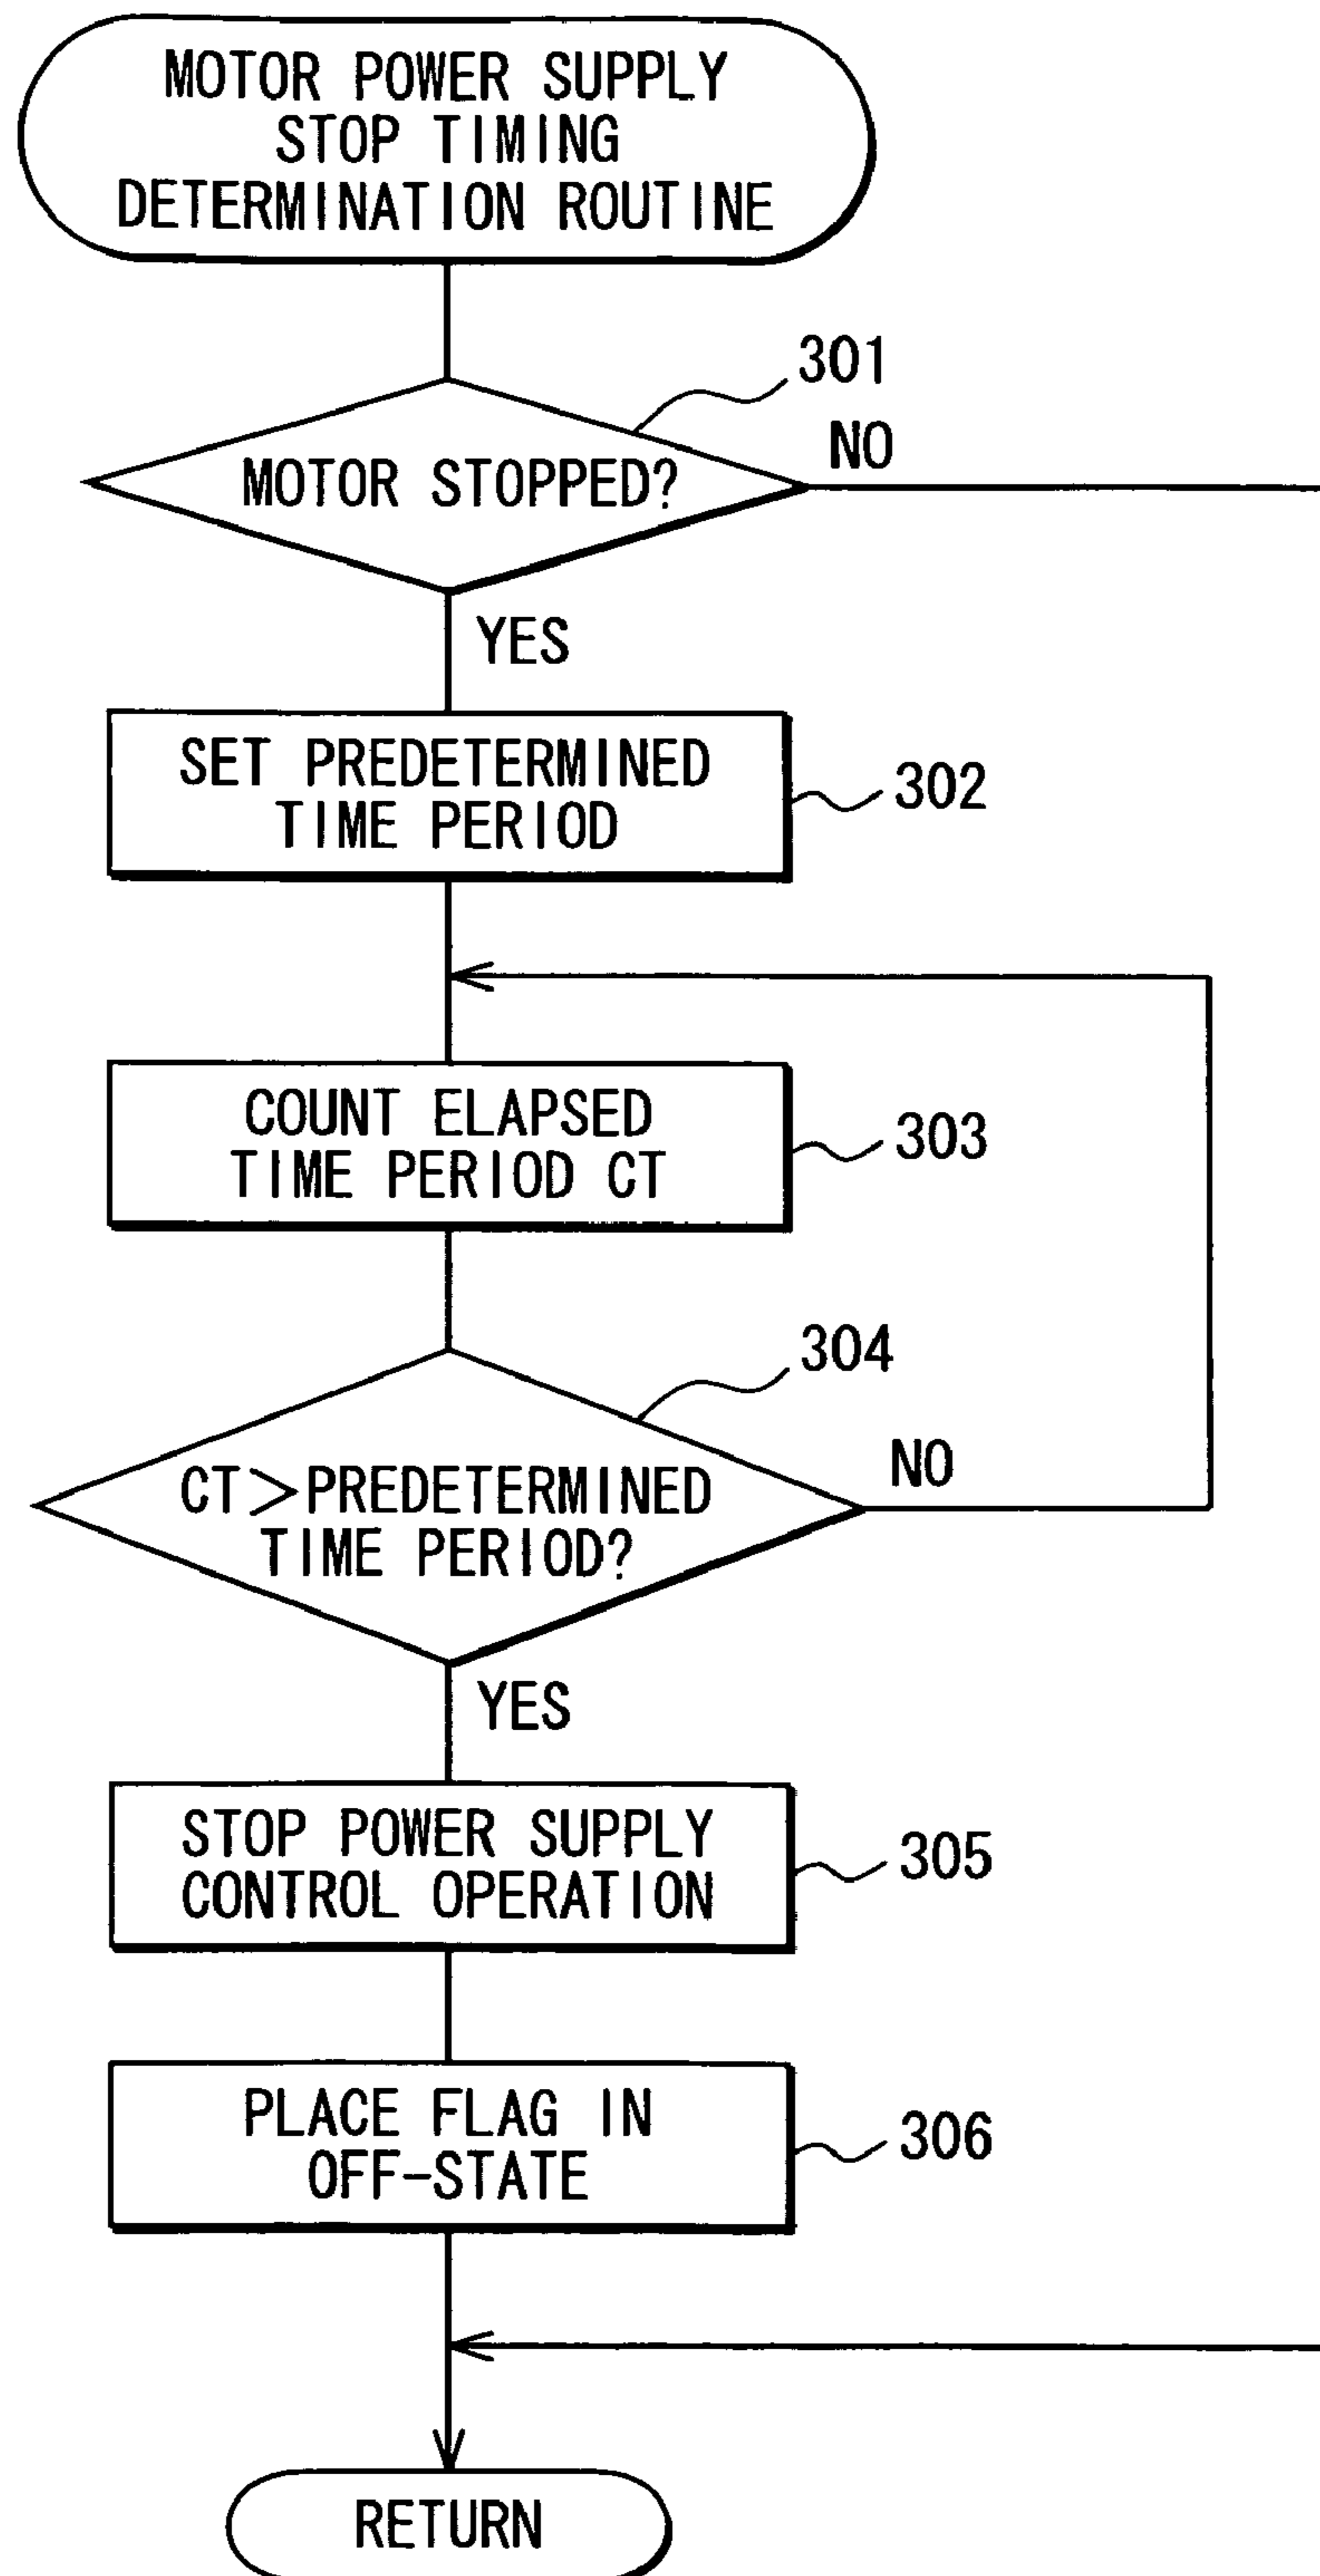 MOTOR POWER SUPPLY
STOP TIMING
DETERMINATION ROUTINE
301
NO
MOTOR STOPPED?
YES
SET PREDETERMINED
TIME PERIOD
302
COUNT ELAPSED
TIME PERIOD CT
303
304
NO
CT>PREDETERMINED
TIME PERIOD?
YES
STOP POWER SUPPLY
CONTROL OPERATION
305
PLACE FLAG IN
OFF-STATE
306
RETURN